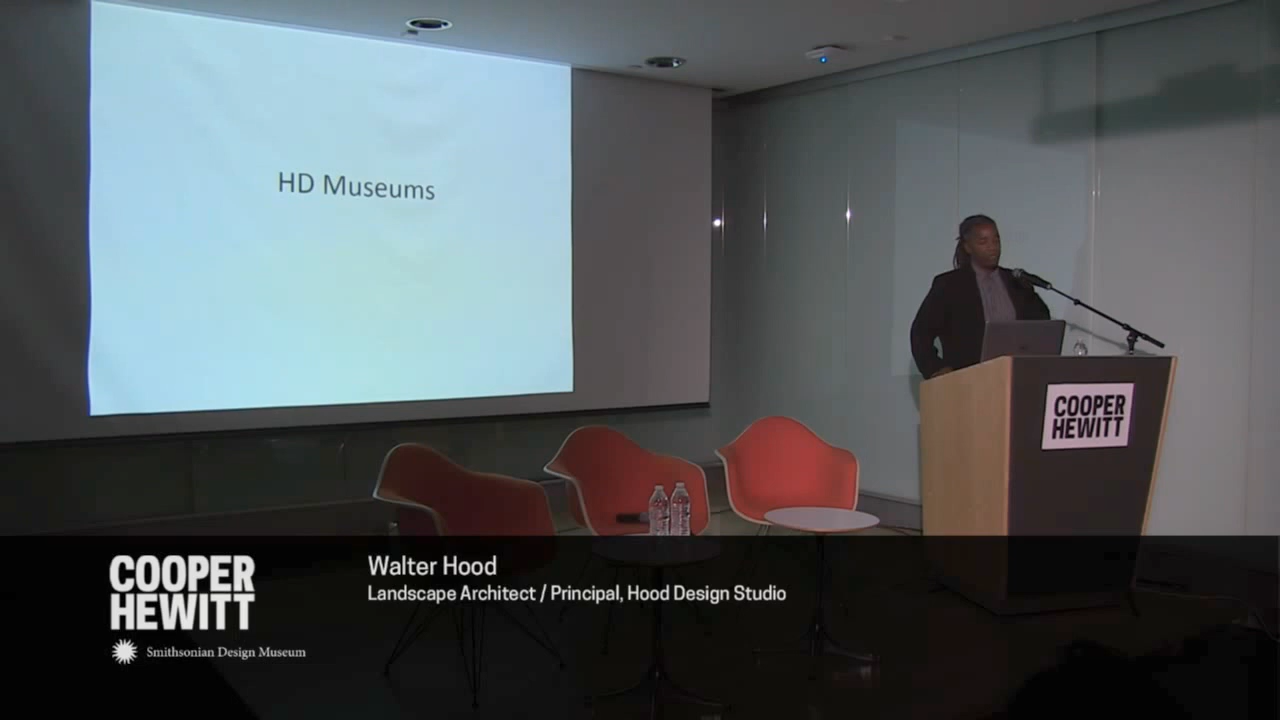 HD Museums
COOPER
HEWITT
COOPER
HEWITT
Smithsonian Design Museum
Walter Hood
Landscape Architect / Principal, Hood Design Studio